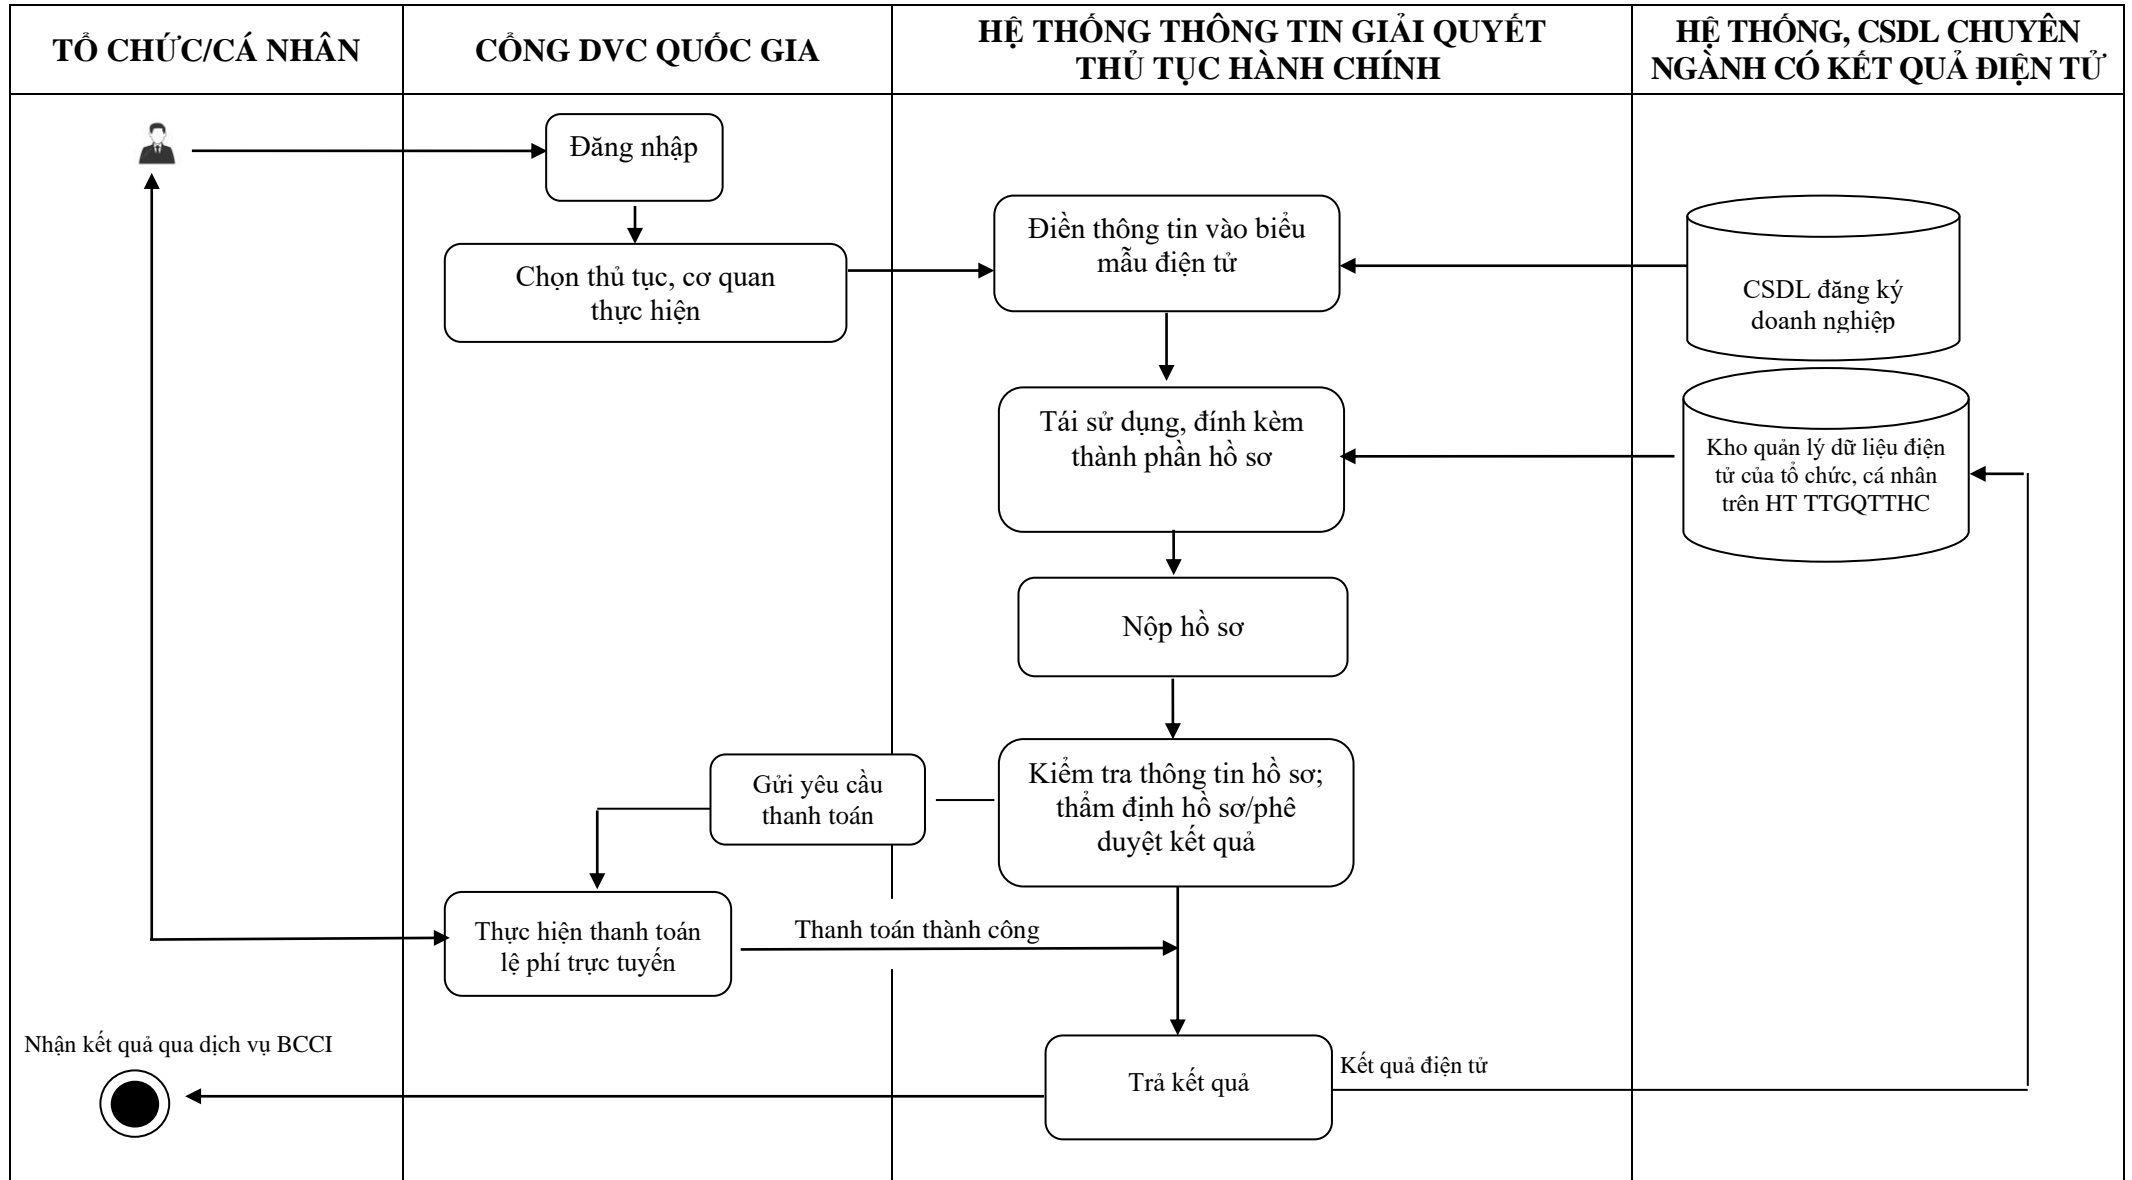 TỔ CHỨC/CÁ NHÂN
CỔNG DVC QUỐC GIA
HỆ THỐNG THÔNG TIN GIẢI QUYẾT
THỦ TỤC HÀNH CHÍNH
HỆ THỐNG, CSDL CHUYÊN
NGÀNH CÓ KẾT QUẢ ĐIỆN TỬ
Đăng nhập
Chọn thủ tục, cơ quan
thực hiện
Điền thông tin vào biểu
mẫu điện tử
CSDL đăng ký
doanh nghiệp
Tái sử dụng, đính kèm
thành phần hồ sơ
Kho quản lý dữ liệu điện
tử của tổ chức, cá nhân
trên HT TTGQTTHC
Nộp hồ sơ
Gửi yêu cầu
thanh toán
Kiểm tra thông tin hồ sơ;
thẩm định hồ sơ/phê
duyệt kết quả
Thực hiện thanh toán
lệ phí trực tuyến
Thanh toán thành công
Nhận kết quả qua dịch vụ BCCI
Trả kết quả
Kết quả điện tử